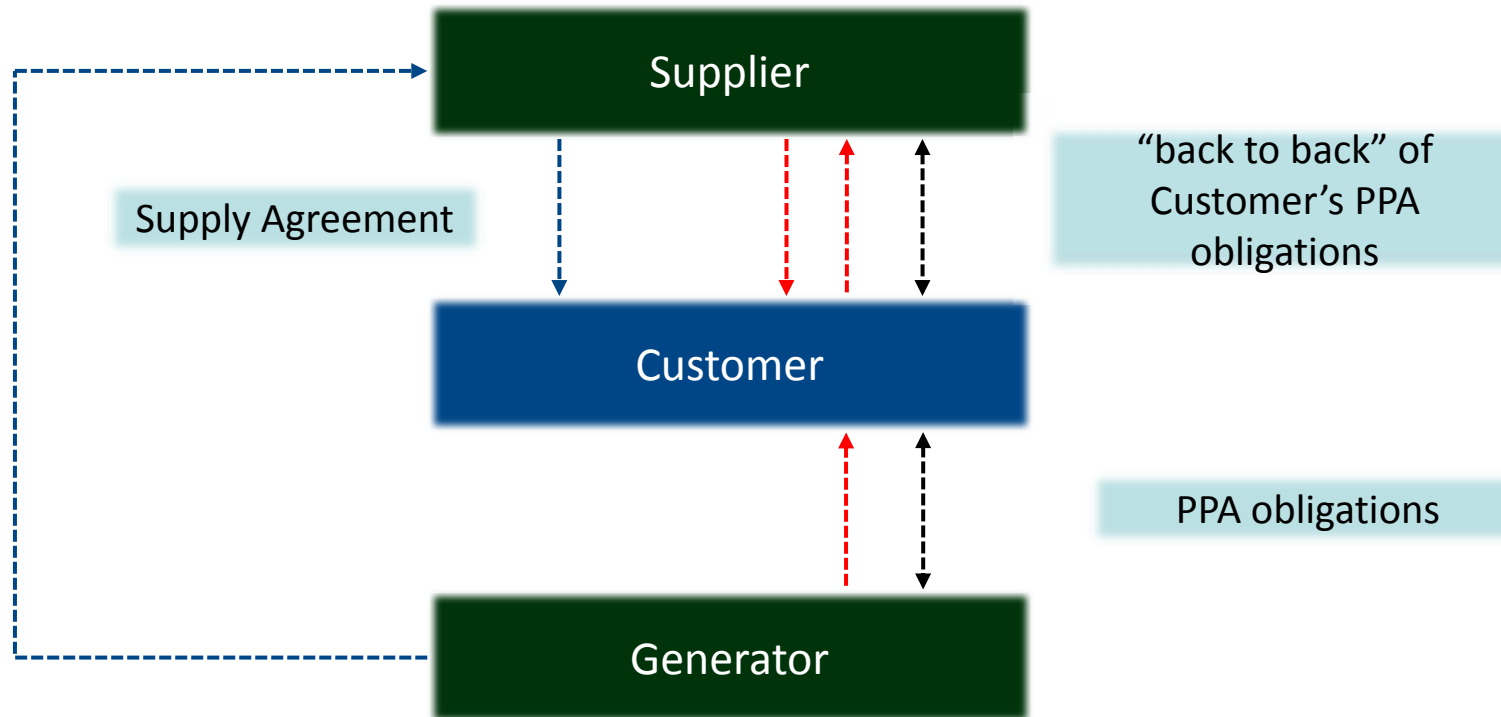 Supplier
“back to back” of
Customer’s PPA
obligations
Supply Agreement
Customer
PPA obligations
Generator